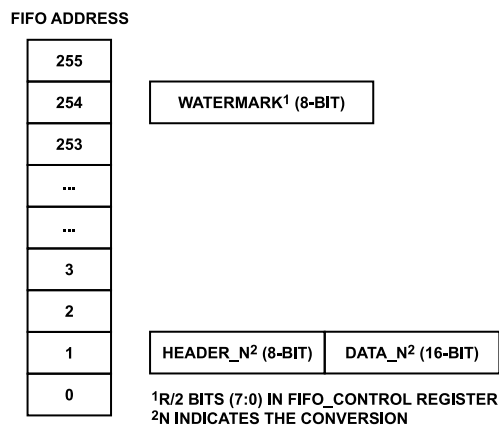 FIFO ADDRESS
255
254
WATERMARK¹ (8-BIT)
253
...
...
3
2
1
HEADER_N² (8-BIT)
DATA_N² (16-BIT)
0
¹R/2 BITS (7:0) IN FIFO_CONTROL REGISTER
²N INDICATES THE CONVERSION